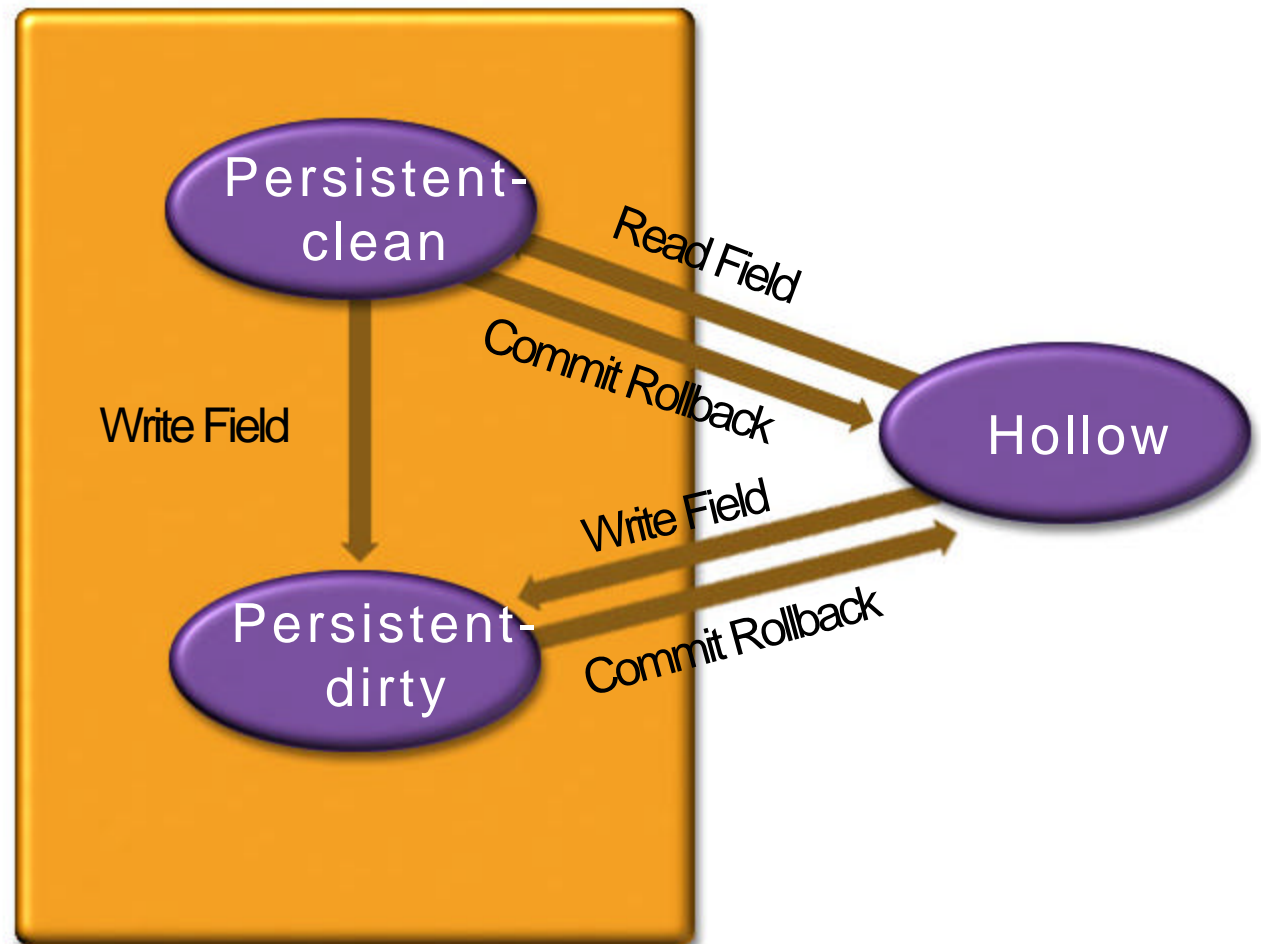 Persistent-
clean
Read Field
Commit Rollback
Write Field
Hollow
Write Field
Persistent-
dirty
Commit Rollback